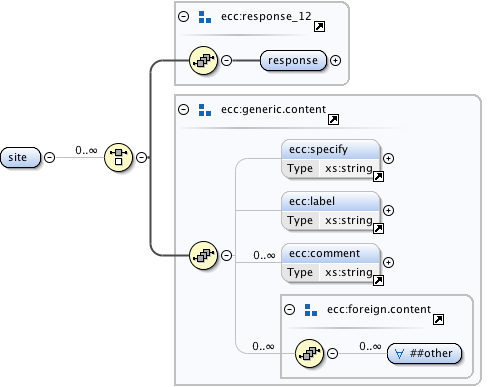 ecc:response_12
response
ecc:generic.content
site
0..∞
ecc:specify
Type xs:string
ecc:label
Type xs:string
0..∞
ecc:comment
Type xs:string
ecc:foreign.content
0..∞
0..∞
∀ ##other